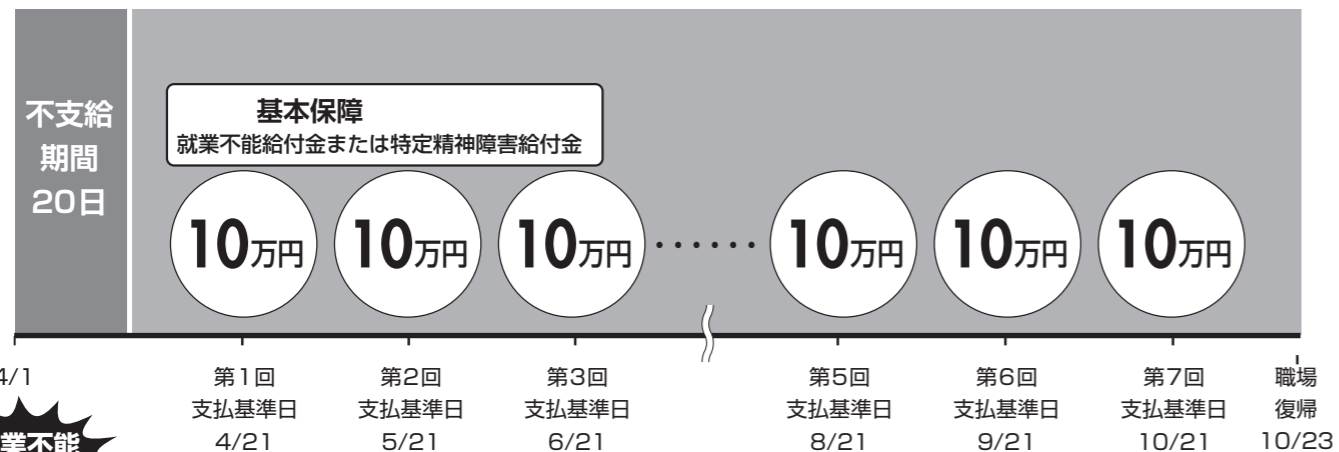 不支給
期間
20日
基本保障
就業不能給付金または特定精神障害給付金
10万円
10万円
10万円
……
10万円
10万円
10万円
4/1
業不能
第1回
支払基準日
4/21
第2回
支払基準日
5/21
第3回
支払基準日
6/21
第5回
支払基準日
8/21
第6回
支払基準日
9/21
第7回
支払基準日
10/21
職場
復帰
10/23